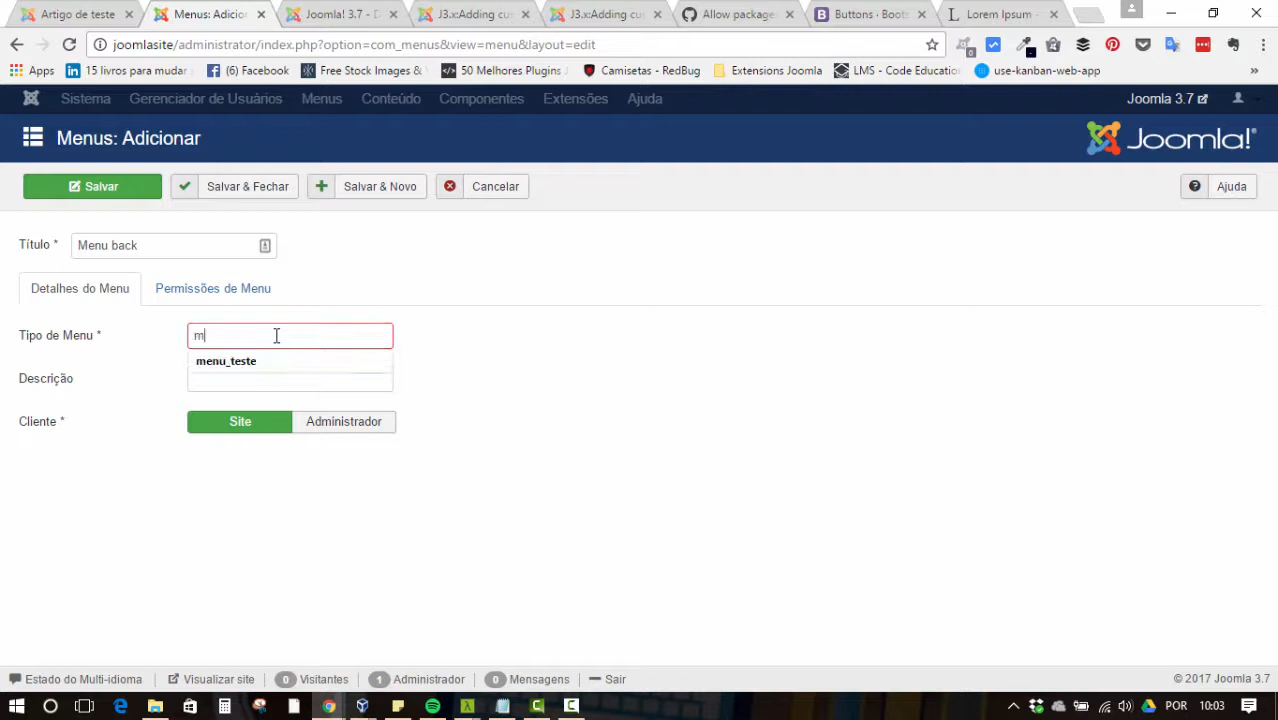 Artigo de teste
Menus: Adicio
Joomla! 3.7 - D
J3.x:Adding cus
J3.x:Adding cus
Allow package
Buttons · Boots
Lorem Ipsum -
joomlasite/administrator/index.php?option=com_menus&view=menu&layout=edit
Apps
15 livros para mudar
(6) Facebook
Free Stock Images &
50 Melhores Plugins
Camisetas - RedBug
Extensions Joomla
LMS - Code Educatio
use-kanban-web-app
Sistema
Gerenciador de Usuários
Menus
Conteúdo
Componentes
Extensões
Ajuda
Joomla 3.7
Menus: Adicionar
Joomla!
Salvar
Salvar & Fechar
Salvar & Novo
Cancelar
Ajuda
Título *
Menu back
Detalhes do Menu
Permissões de Menu
Tipo de Menu *
m
menu_teste
Descrição
Cliente *
Site
Administrador
Estado do Multi-idioma
Visualizar site
0 Visitantes
1 Administrador
0 Mensagens
Sair
© 2017 Joomla 3.7
POR
10:03